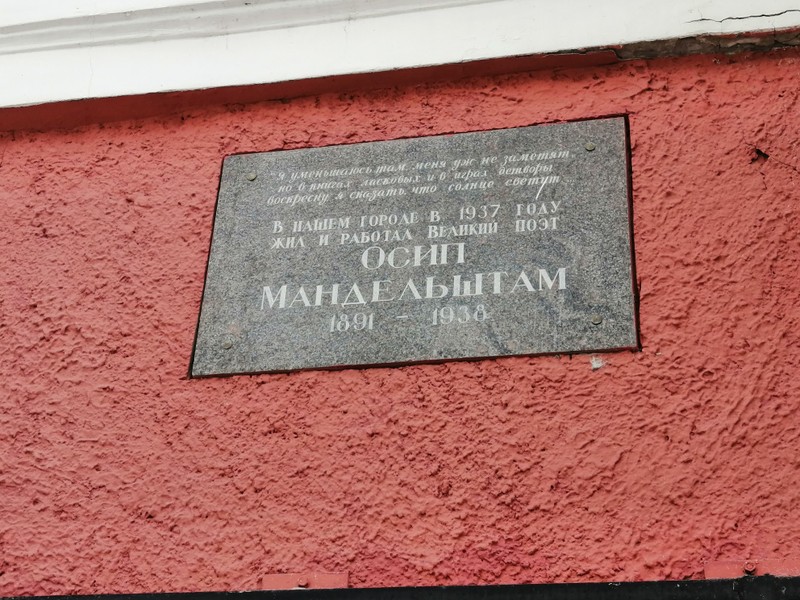 "Я уменьшаюсь там, меня уж не заметят,
но в книгах ласковых и в играх детворы
воскресну я сказать, что солнце светит...
В НАШЕМ ГОРОДЕ В 1937 ГОДУ
ЖИЛ И РАБОТАЛ ВЕЛИКИЙ ПОЭТ
ОСИП
МАНДЕЛЬШТАМ
1891 - 1938